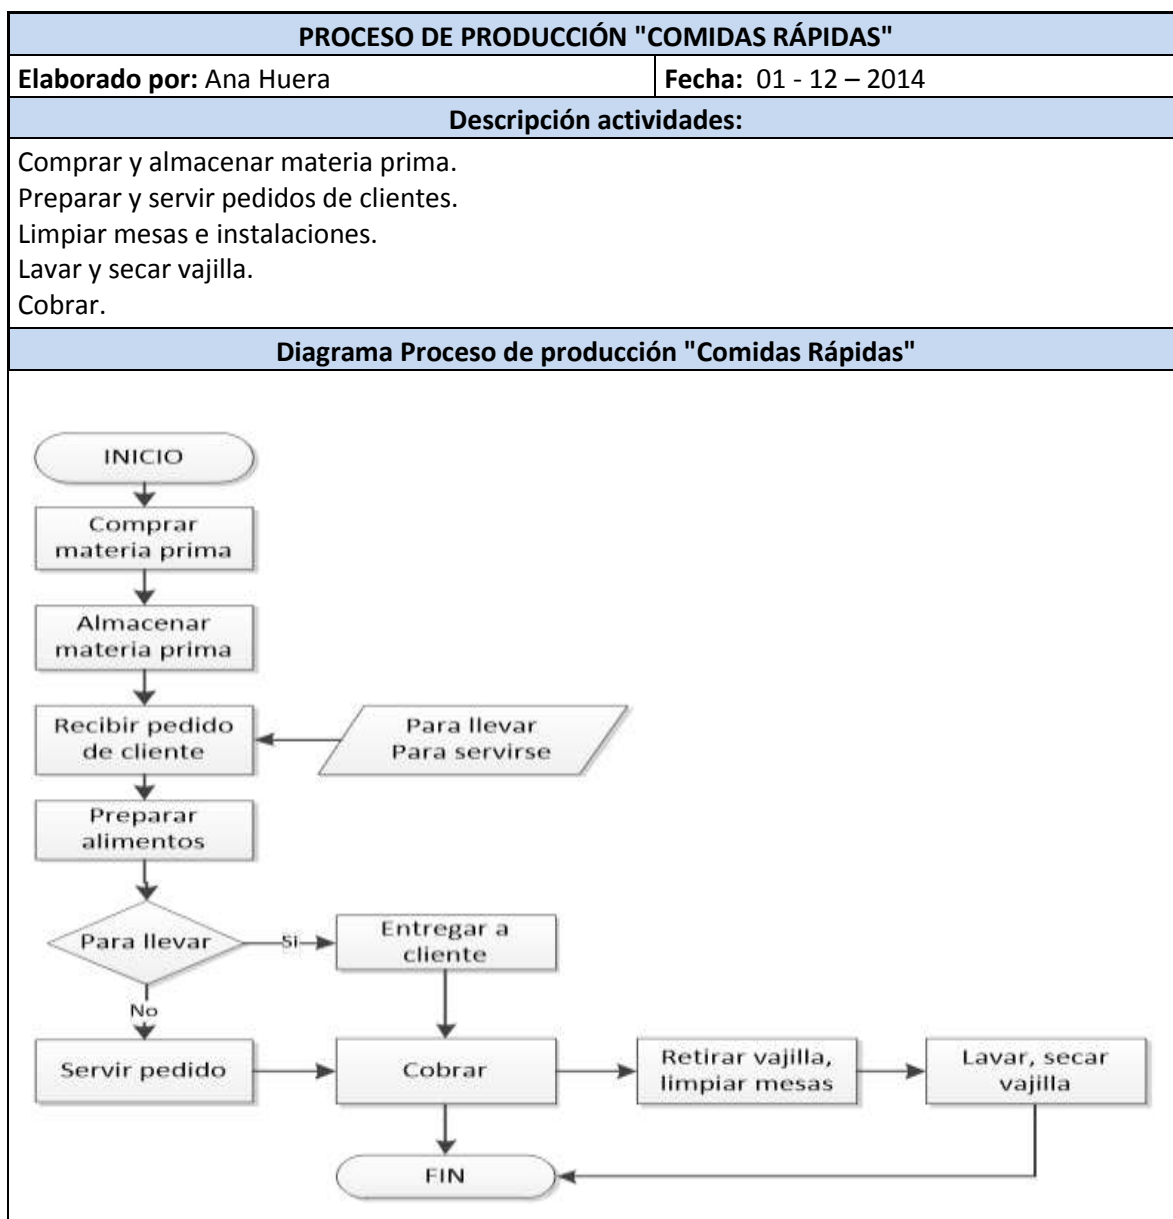 PROCESO DE PRODUCCIÓN "COMIDAS RÁPIDAS"
Elaborado por: Ana Huera
Fecha: 01 - 12 – 2014
Descripción actividades:
Comprar y almacenar materia prima.
Preparar y servir pedidos de clientes.
Limpiar mesas e instalaciones.
Lavar y secar vajilla.
Cobrar.
Diagrama Proceso de producción "Comidas Rápidas"
INICIO
Comprar
materia prima
Almacenar
materia prima
Recibir pedido
de cliente
Para llevar
Para servirse
Preparar
alimentos
Para llevar
Si
Entregar a
cliente
No
Servir pedido
Cobrar
Retirar vajilla,
limpiar mesas
Lavar, secar
vajilla
FIN